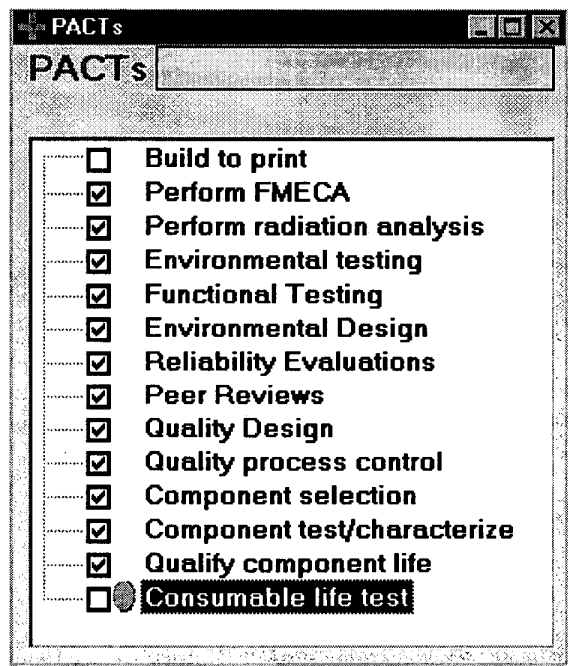 PACTs
PACTs
Build to print
Perform FMECA
Perform radiation analysis
Environmental testing
Functional Testing
Environmental Design
Reliability Evaluations
Peer Reviews
Quality Design
Quality process control
Component selection
Component test/characterize
Qualify component life
Consumable life test